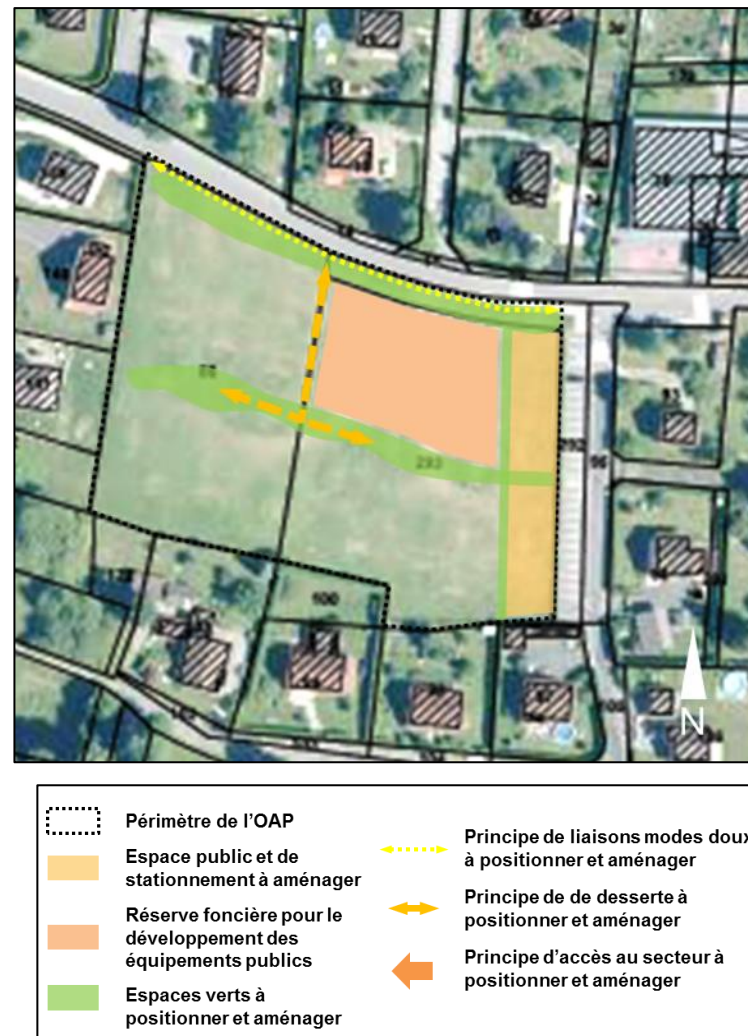 100
293
292
N
Périmètre de l'OAP
Espace public et de
stationnement à aménager
Réserve foncière pour le
développement des
équipements publics
Espaces verts à
positionner et aménager
Principe de liaisons modes doux
à positionner et aménager
Principe de de desserte à
positionner et aménager
Principe d'accès au secteur à
positionner et aménager